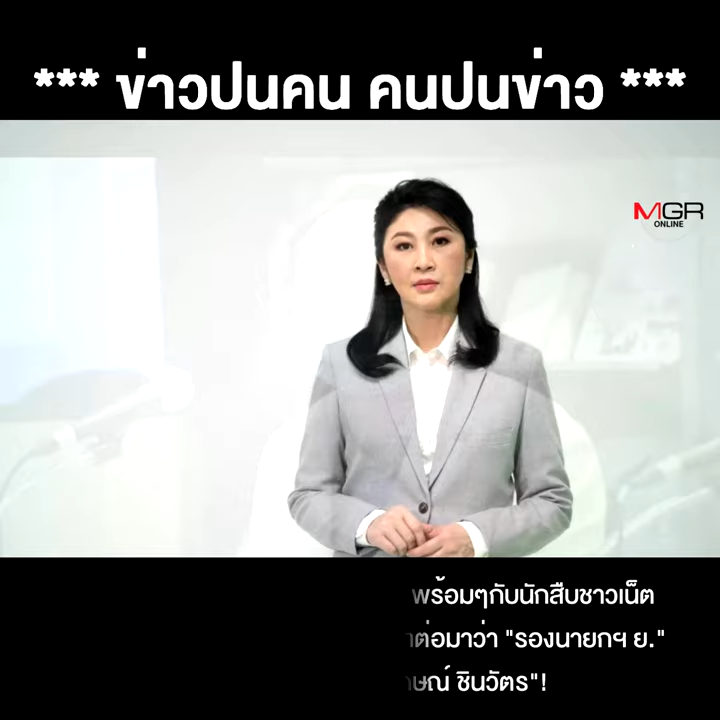 *** ข่าวปนคน คนปนข่าว ***
MGR
ONLINE
พร้อมๆกับนักสืบชาวเน็ต
ต่อมาว่า "รองนายกฯ ย."
ษณ์ ชินวัตร"!